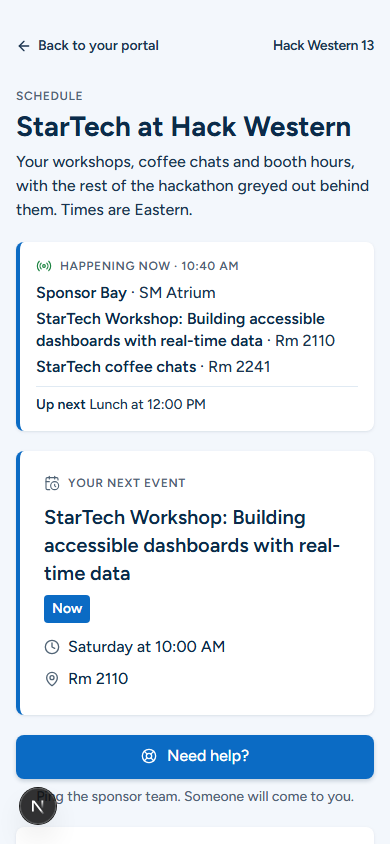 Back to your portal
Hack Western 13
SCHEDULE
StarTech at Hack Western
Your workshops, coffee chats and booth hours,
with the rest of the hackathon greyed out behind
them. Times are Eastern.
HAPPENING NOW · 10:40 AM
Sponsor Bay · SM Atrium
StarTech Workshop: Building accessible
dashboards with real-time data · Rm 2110
StarTech coffee chats · Rm 2241
Up next Lunch at 12:00 PM
YOUR NEXT EVENT
StarTech Workshop: Building
accessible dashboards with real-
time data
Now
Saturday at 10:00 AM
Rm 2110
Need help?
the sponsor team. Someone will come to you.
N